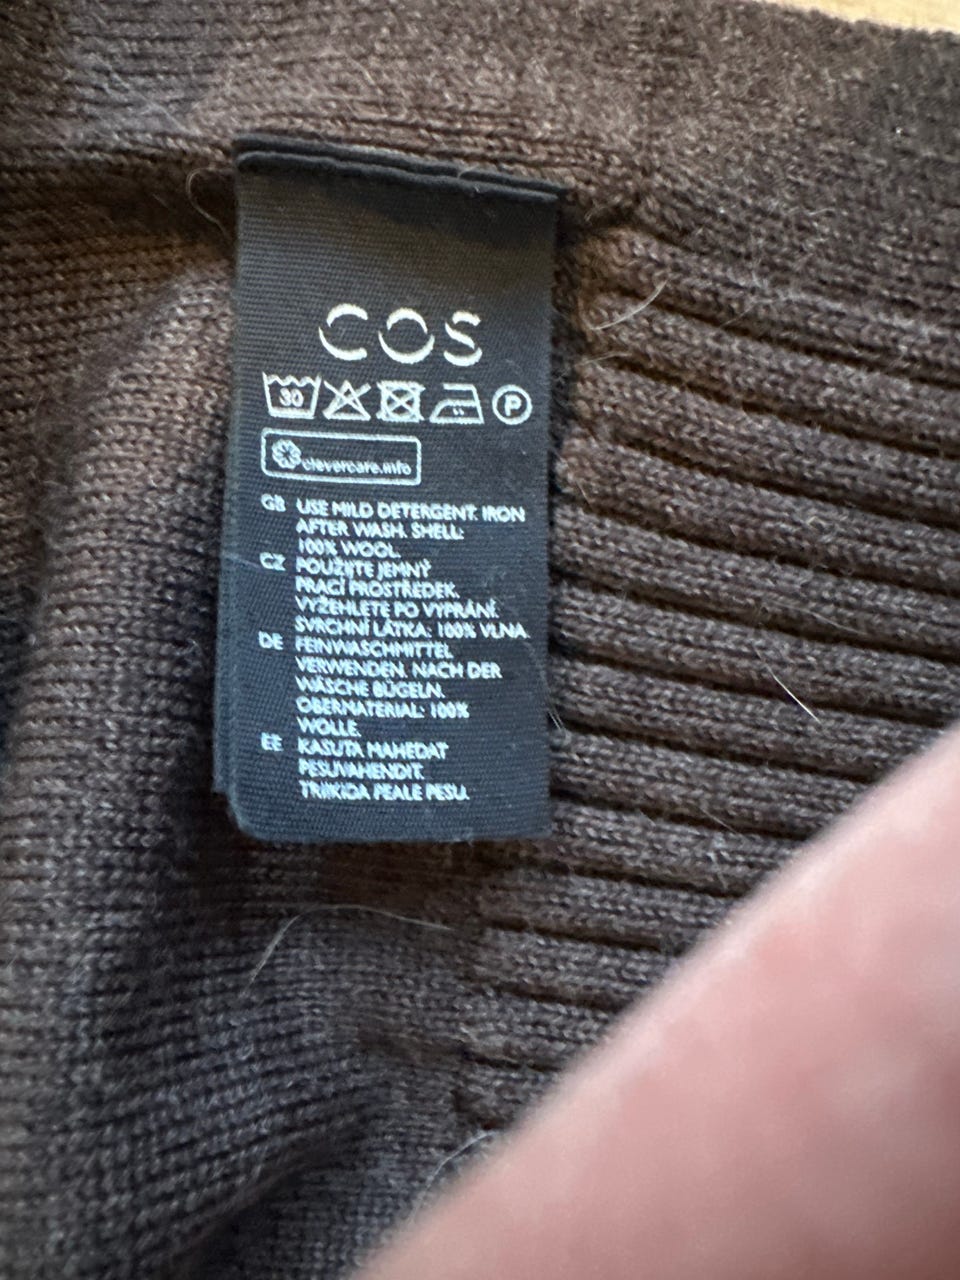 COS
30 P
clevercare.info
GB USE MILD DETERGENT. IRON
AFTER WASH. SHELL:
100% WOOL.
CZ POUŽIJTE JEMNÝ
PRACÍ PROSTŘEDEK.
VYŽEHLETE PO VYPRÁNÍ.
SVRCHNÍ LÁTKA: 100% VLNA.
DE FEINWASCHMITTEL
VERWENDEN. NACH DER
WÄSCHE BÜGELN.
OBERMATERIAL: 100%
WOLLE.
EE KASUTA MAHEDAT
PESUVAHENDIT.
TRIIKIDA PEALE PESU.